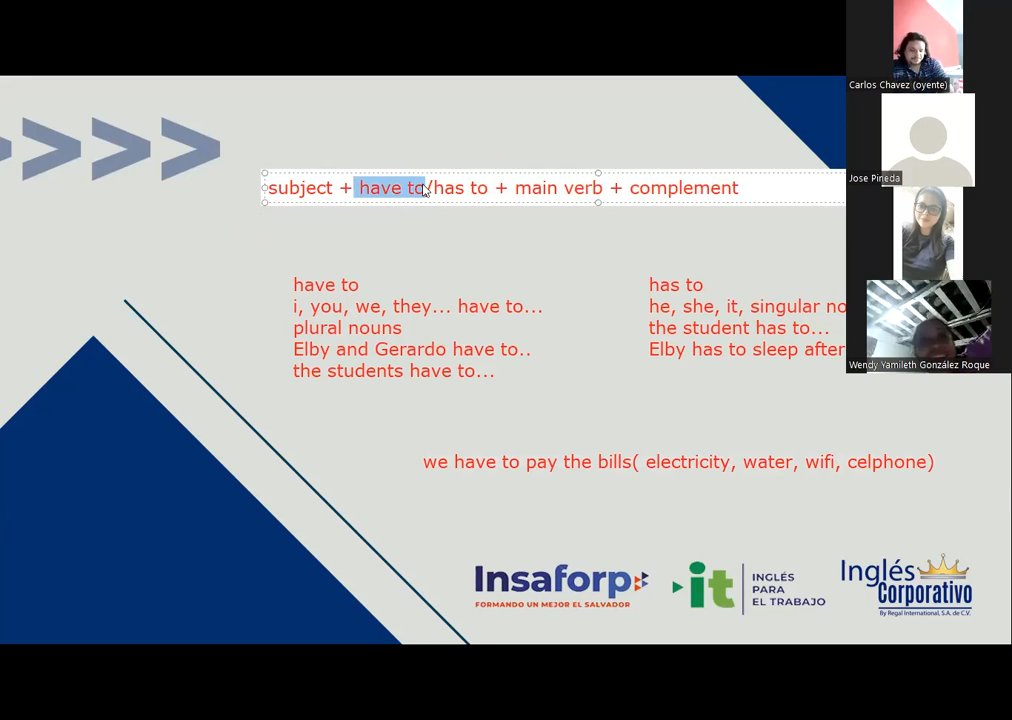 subject + have to/has to + main verb + complement
have to
i, you, we, they... have to...
plural nouns
Elby and Gerardo have to..
the students have to...
has to
he, she, it, singular no
the student has to...
Elby has to sleep after
we have to pay the bills( electricity, water, wifi, celphone)
Insaforp
FORMANDO UN MEJOR EL SALVADOR
it
INGLÉS
PARA
EL TRABAJO
Inglés
Corporativo
By Regal International, S.A. de C.V.
Carlos Chavez (oyente)
Jose Pineda
Wendy Yamileth González Roque